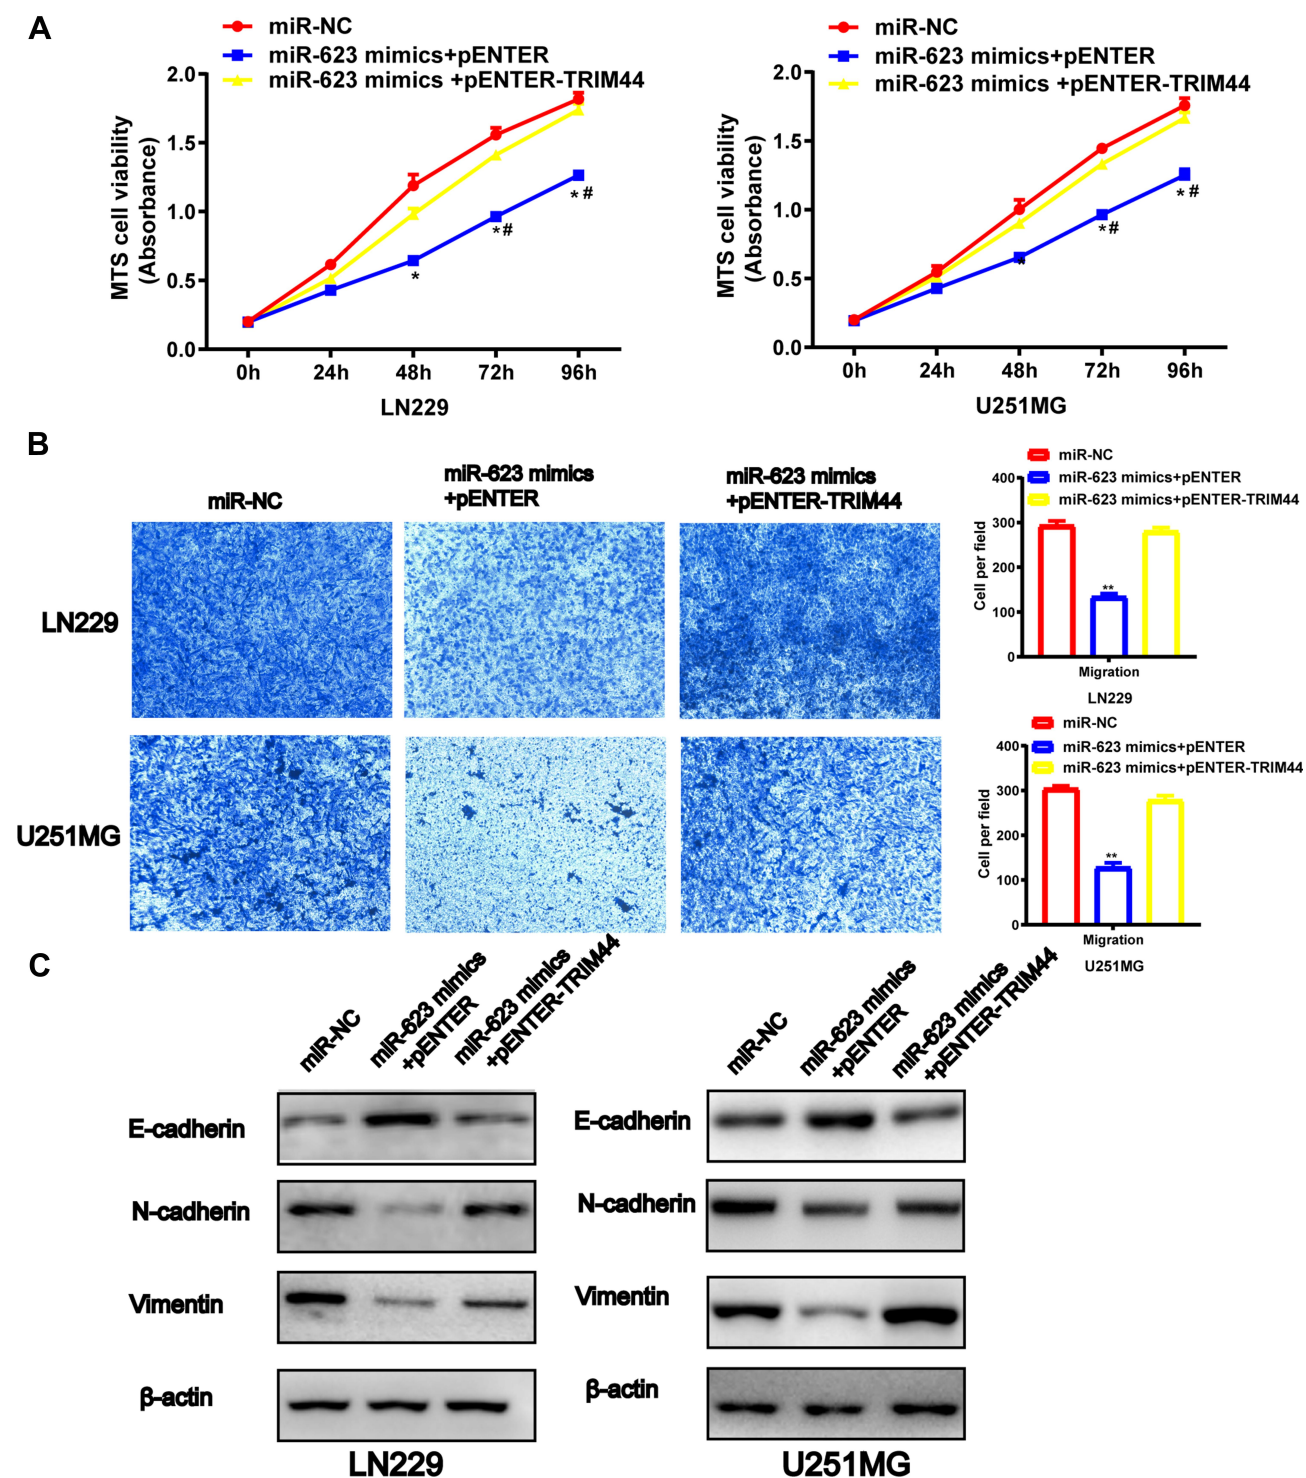 A
miR-NC
miR-623 mimics+pENTER
miR-623 mimics +pENTER-TRIM44
MTS cell viability
(Absorbance)
2.0
1.5
1.0
0.5
0.0
*
*#
*#
0h 24h 48h 72h 96h
LN229
miR-NC
miR-623 mimics+pENTER
miR-623 mimics +pENTER-TRIM44
MTS cell viability
(Absorbance)
2.0
1.5
1.0
0.5
0.0
*
*#
*#
0h 24h 48h 72h 96h
U251MG
B
miR-NC
miR-623 mimics
+pENTER
miR-623 mimics
+pENTER-TRIM44
LN229
U251MG
miR-NC
miR-623 mimics+pENTER
miR-623 mimics+pENTER-TRIM44
Cell per field
400
300
200
100
0
**
Migration
LN229
miR-NC
miR-623 mimics+pENTER
miR-623 mimics+pENTER-TRIM44
Cell per field
400
300
200
100
0
**
Migration
U251MG
C
miR-NC
miR-623 mimics
+pENTER
miR-623 mimics
+pENTER-TRIM44
E-cadherin
N-cadherin
Vimentin
β-actin
LN229
miR-NC
miR-623 mimics
+pENTER
miR-623 mimics
+pENTER-TRIM44
E-cadherin
N-cadherin
Vimentin
β-actin
U251MG